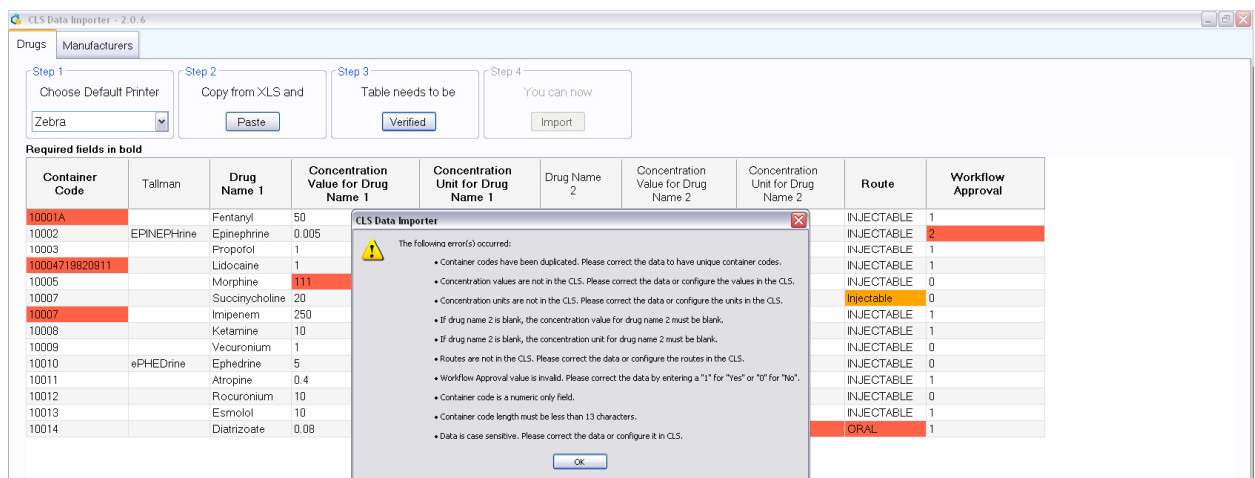 CLS Data Importer - 2.0.6
Drugs Manufacturers
Step 1 Step 2 Step 3 Step 4
Choose Default Printer Copy from XLS and Table needs to be You can now
Zebra Paste Verified Import
Required fields in bold
Container Code Tallman Drug Name 1 Concentration Value for Drug Name 1 Concentration Unit for Drug Name 1 Drug Name 2 Concentration Value for Drug Name 2 Concentration Unit for Drug Name 2 Route Workflow Approval
10001A Fentanyl 50 INJECTABLE 1
10002 EPINEPHrine Epinephrine 0.005 INJECTABLE 2
10003 Propofol 1 INJECTABLE 1
10004719820911 Lidocaine 1 INJECTABLE 1
10005 Morphine 111 INJECTABLE 0
10007 Succinycholine 20 Injectable 0
10007 Imipenem 250 INJECTABLE 1
10008 Ketamine 10 INJECTABLE 1
10009 Vecuronium 1 INJECTABLE 0
10010 ePHEDrine Ephedrine 5 INJECTABLE 0
10011 Atropine 0.4 INJECTABLE 1
10012 Rocuronium 10 INJECTABLE 0
10013 Esmolol 10 INJECTABLE 1
10014 Diatrizoate 0.08 ORAL 1
CLS Data Importer
The following error(s) occurred:
• Container codes have been duplicated. Please correct the data to have unique container codes.
• Concentration values are not in the CLS. Please correct the data or configure the values in the CLS.
• Concentration units are not in the CLS. Please correct the data or configure the units in the CLS.
• If drug name 2 is blank, the concentration value for drug name 2 must be blank.
• If drug name 2 is blank, the concentration unit for drug name 2 must be blank.
• Routes are not in the CLS. Please correct the data or configure the routes in the CLS.
• Workflow Approval value is invalid. Please correct the data by entering a "1" for "Yes" or "0" for "No".
• Container code is a numeric only field.
• Container code length must be less than 13 characters.
• Data is case sensitive. Please correct the data or configure it in CLS.
OK